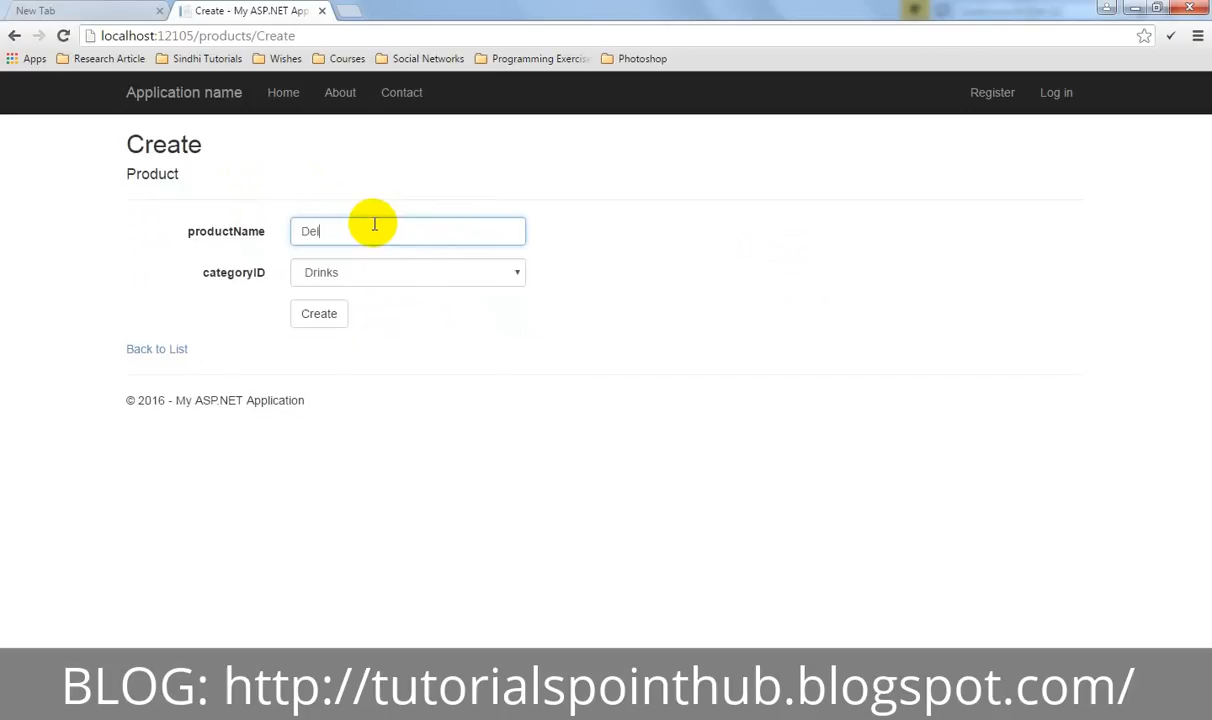 New Tab
Create - My ASP.NET App
localhost:12105/products/Create
Apps Research Article Sindhi Tutorials Wishes Courses Social Networks Programming Exercise Photoshop
Application name Home About Contact Register Log in
Create
Product
productName Del
categoryID Drinks
Create
Back to List
© 2016 - My ASP.NET Application
BLOG: http://tutorialspointhub.blogspot.com/